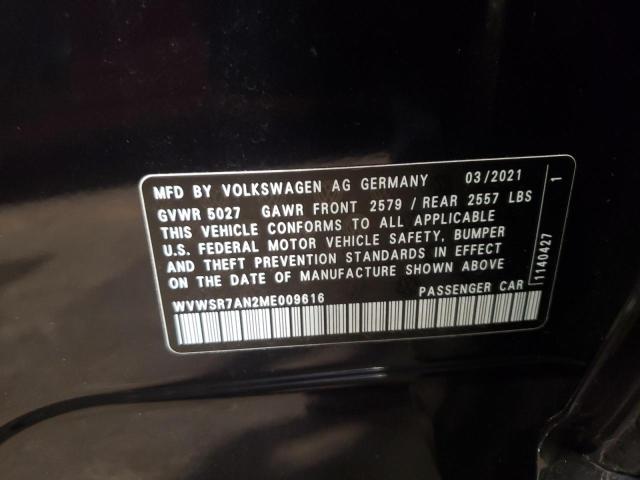 MFD BY VOLKSWAGEN AG GERMANY 03/2021
GVWR 5027 GAWR FRONT 2579 / REAR 2557 LBS
THIS VEHICLE CONFORMS TO ALL APPLICABLE
U.S. FEDERAL MOTOR VEHICLE SAFETY, BUMPER
AND THEFT PREVENTION STANDARDS IN EFFECT
ON THE DATE OF MANUFACTURE SHOWN ABOVE
WVWSR7AN2ME009616 PASSENGER CAR
1140427 1